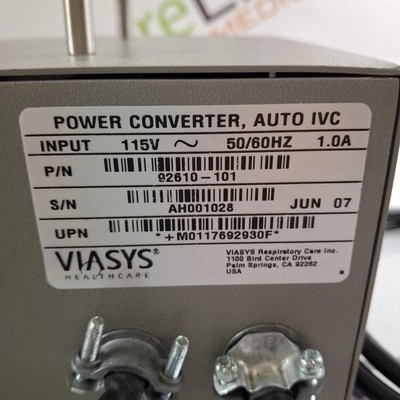 POWER CONVERTER, AUTO IVC
INPUT 115V ~ 50/60HZ 1.0A
P/N 92610-101
S/N AH001028 JUN 07
UPN *+M0117692930F*
VIASYS Respiratory Care Inc.
1100 Bird Center Drive
Palm Springs, CA 92262
USA
VIASYS
HEALTHCARE